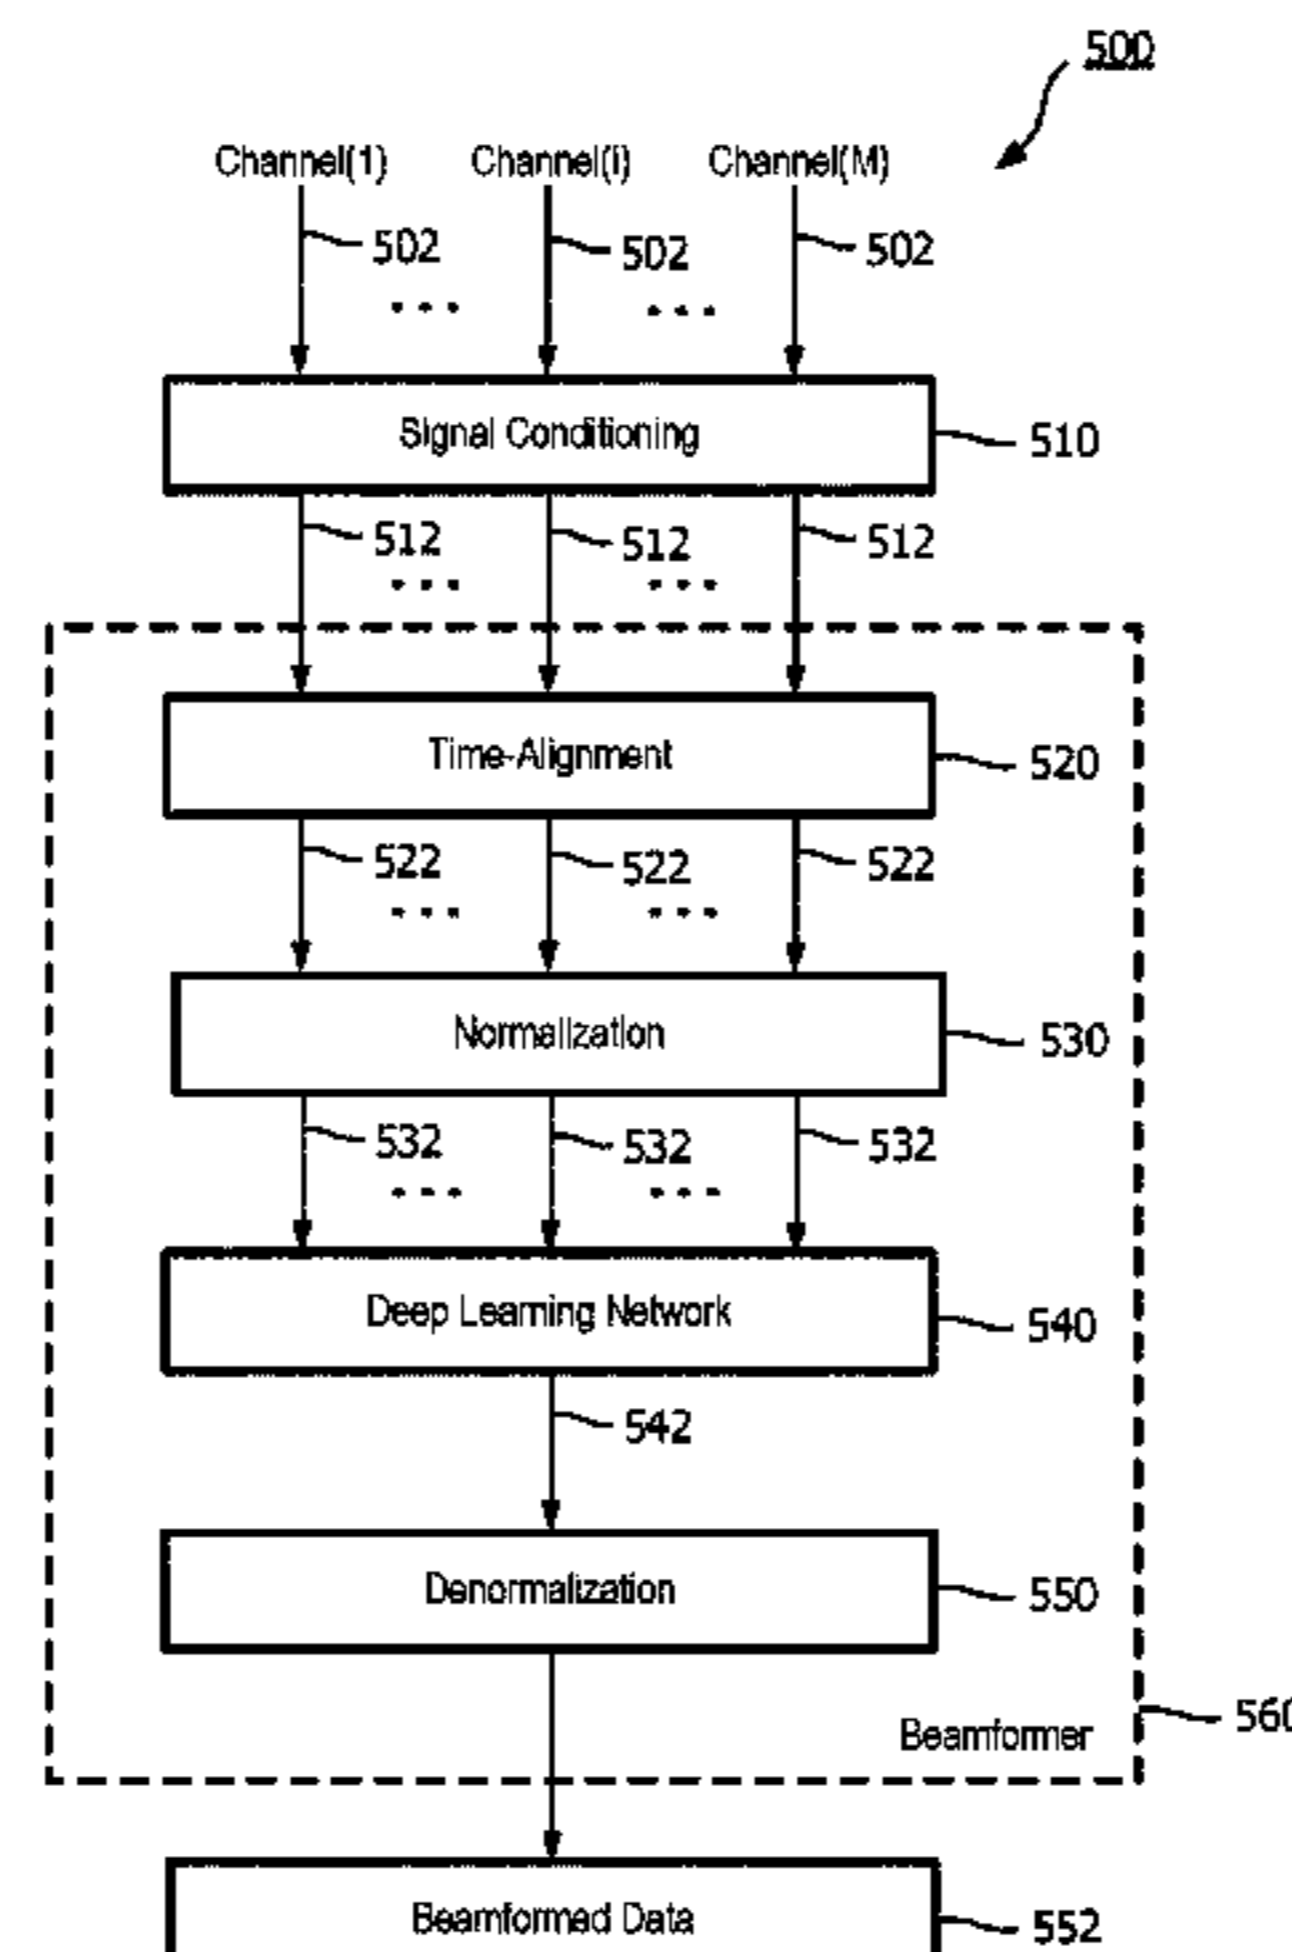 500
Channel(1) Channel(i) Channel(M)
502 502 502
Signal Conditioning 510
512 512 512
Time-Alignment 520
522 522 522
Normalization 530
532 532 532
Deep Learning Network 540
542
Denormalization 550
Beamformer 560
Beamformed Data 552